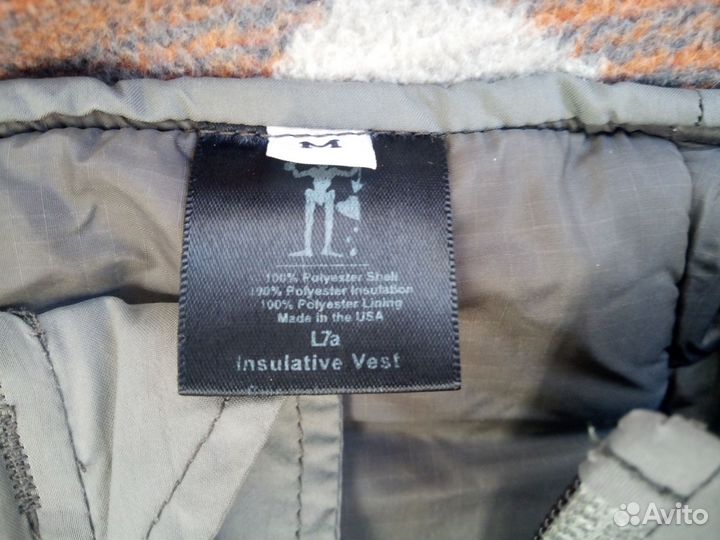 M
100% Polyester Shell
100% Polyester Insulation
100% Polyester Lining
Made in the USA
L7a
Insulative Vest
Avito